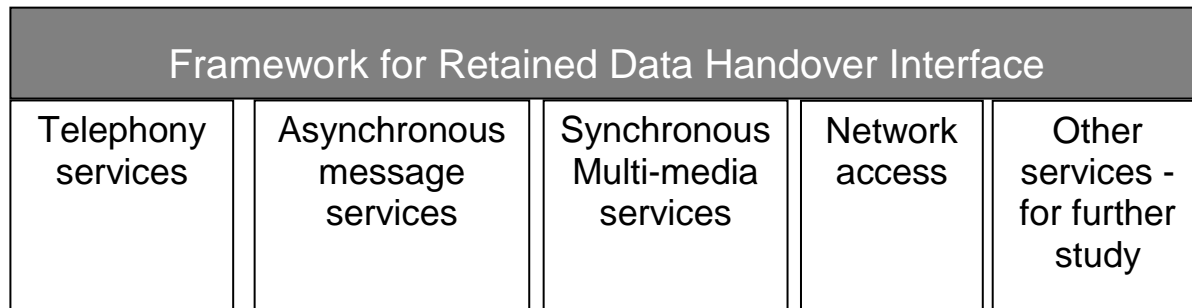 Framework for Retained Data Handover Interface
Telephony
services
Asynchronous
message
services
Synchronous
Multi-media
services
Network
access
Other
services -
for further
study